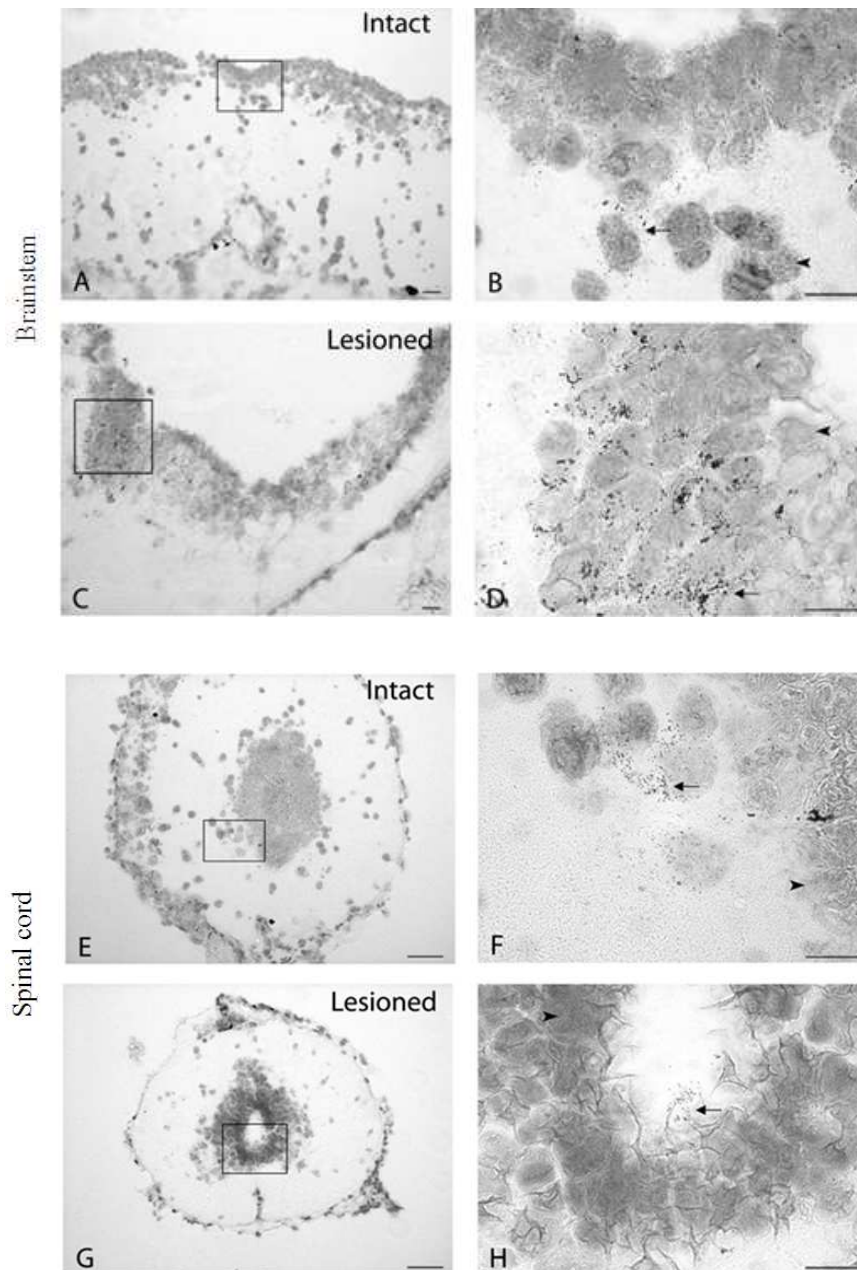 Brainstem
Intact
A
B
Lesioned
C
D
Spinal cord
Intact
E
F
Lesioned
G
H